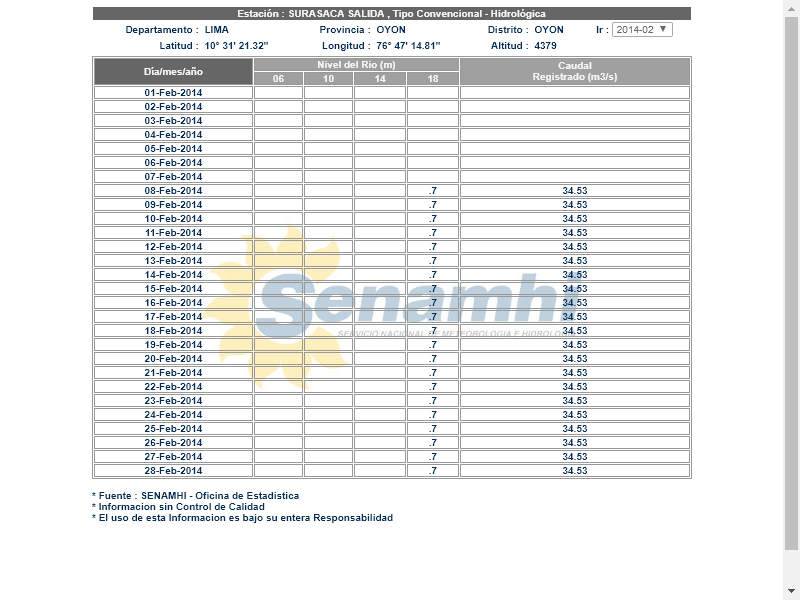 Estación : SURASACA SALIDA , Tipo Convencional - Hidrológica
Departamento : LIMA Provincia : OYON Distrito : OYON Ir : 2014-02
Latitud : 10° 31' 21.32" Longitud : 76° 47' 14.81" Altitud : 4379
Dia/mes/año Nivel del Rio (m) Caudal
Registrado (m3/s)
06 10 14 18
01-Feb-2014
02-Feb-2014
03-Feb-2014
04-Feb-2014
05-Feb-2014
06-Feb-2014
07-Feb-2014
08-Feb-2014 .7 34.53
09-Feb-2014 .7 34.53
10-Feb-2014 .7 34.53
11-Feb-2014 .7 34.53
12-Feb-2014 .7 34.53
13-Feb-2014 .7 34.53
14-Feb-2014 .7 34.53
15-Feb-2014 .7 34.53
16-Feb-2014 .7 34.53
17-Feb-2014 .7 34.53
18-Feb-2014 .7 34.53
19-Feb-2014 .7 34.53
20-Feb-2014 .7 34.53
21-Feb-2014 .7 34.53
22-Feb-2014 .7 34.53
23-Feb-2014 .7 34.53
24-Feb-2014 .7 34.53
25-Feb-2014 .7 34.53
26-Feb-2014 .7 34.53
27-Feb-2014 .7 34.53
28-Feb-2014 .7 34.53
Senamhi
SERVICIO NACIONAL DE METEOROLOGIA E
* Fuente : SENAMHI - Oficina de Estadistica
* Informacion sin Control de Calidad
* El uso de esta Informacion es bajo su entera Responsabilidad